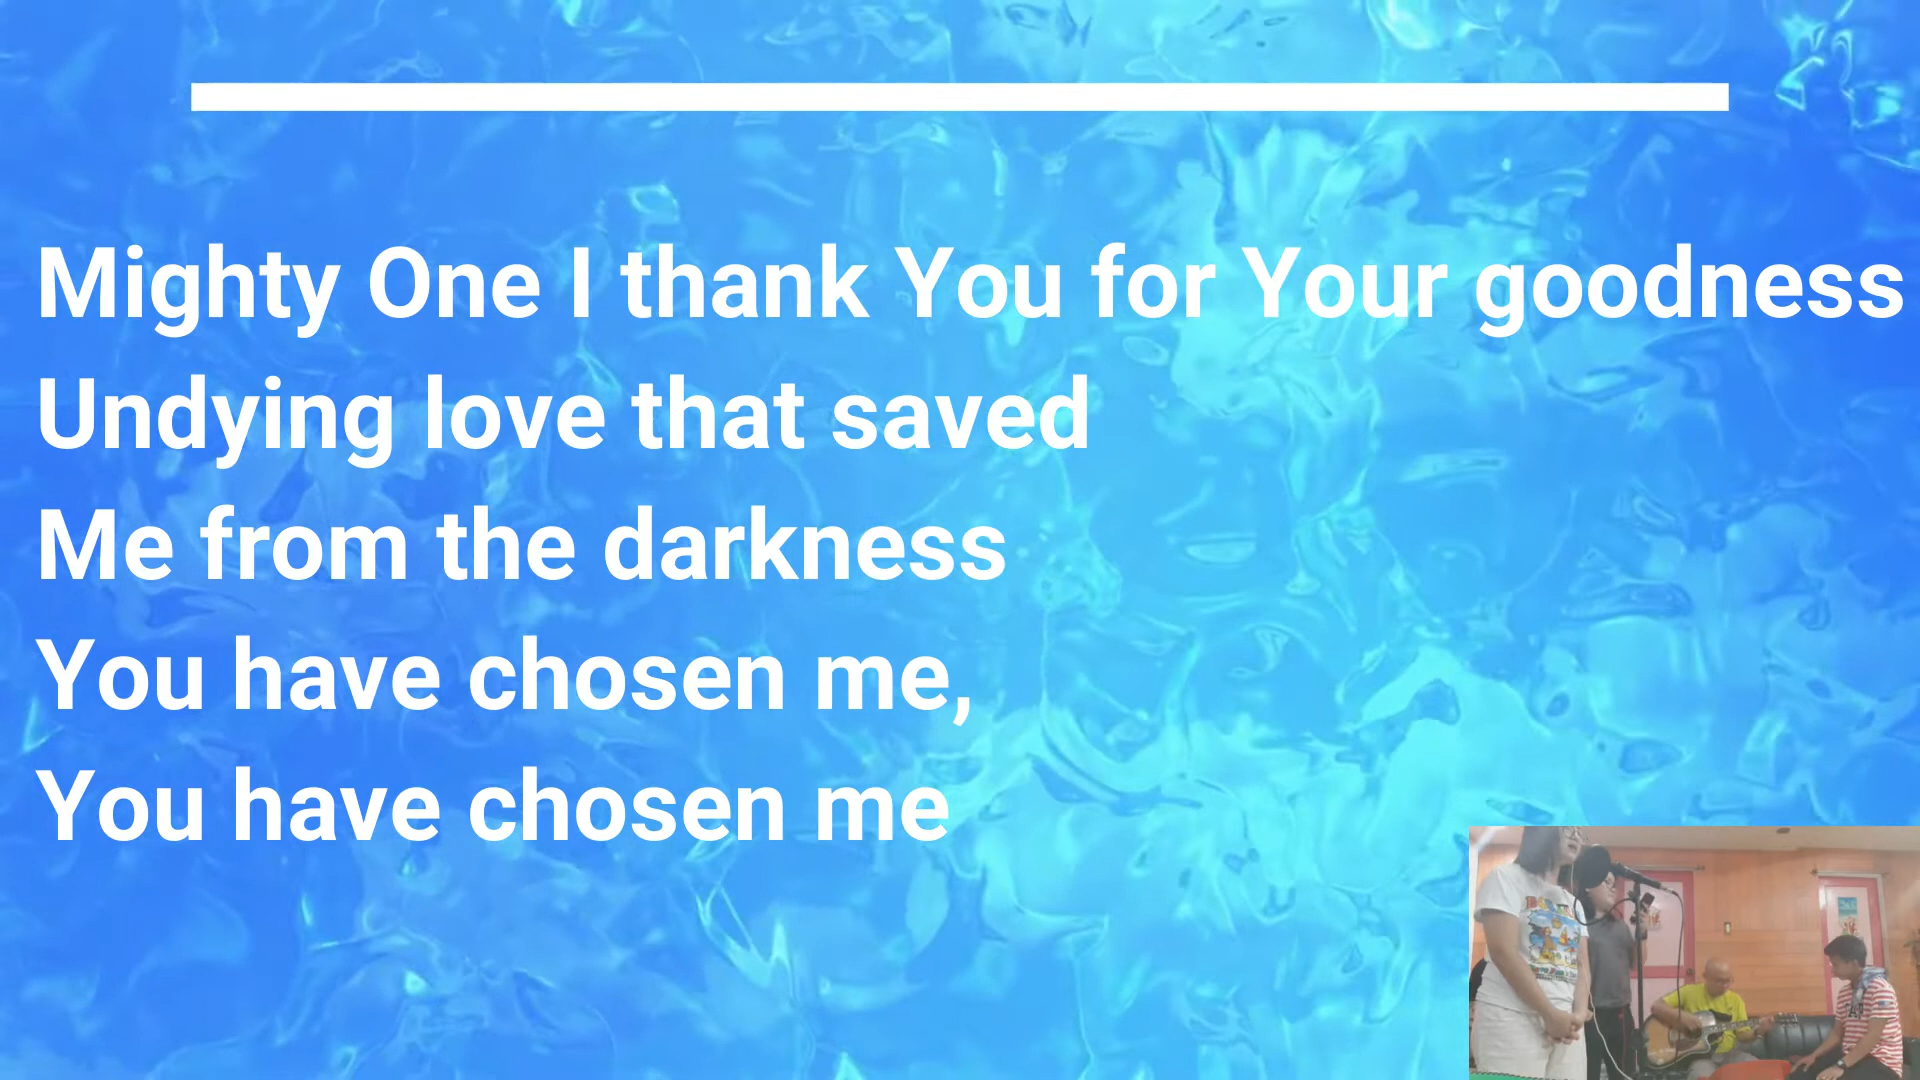 Mighty One I thank You for Your goodness
Undying love that saved
Me from the darkness
You have chosen me,
You have chosen me